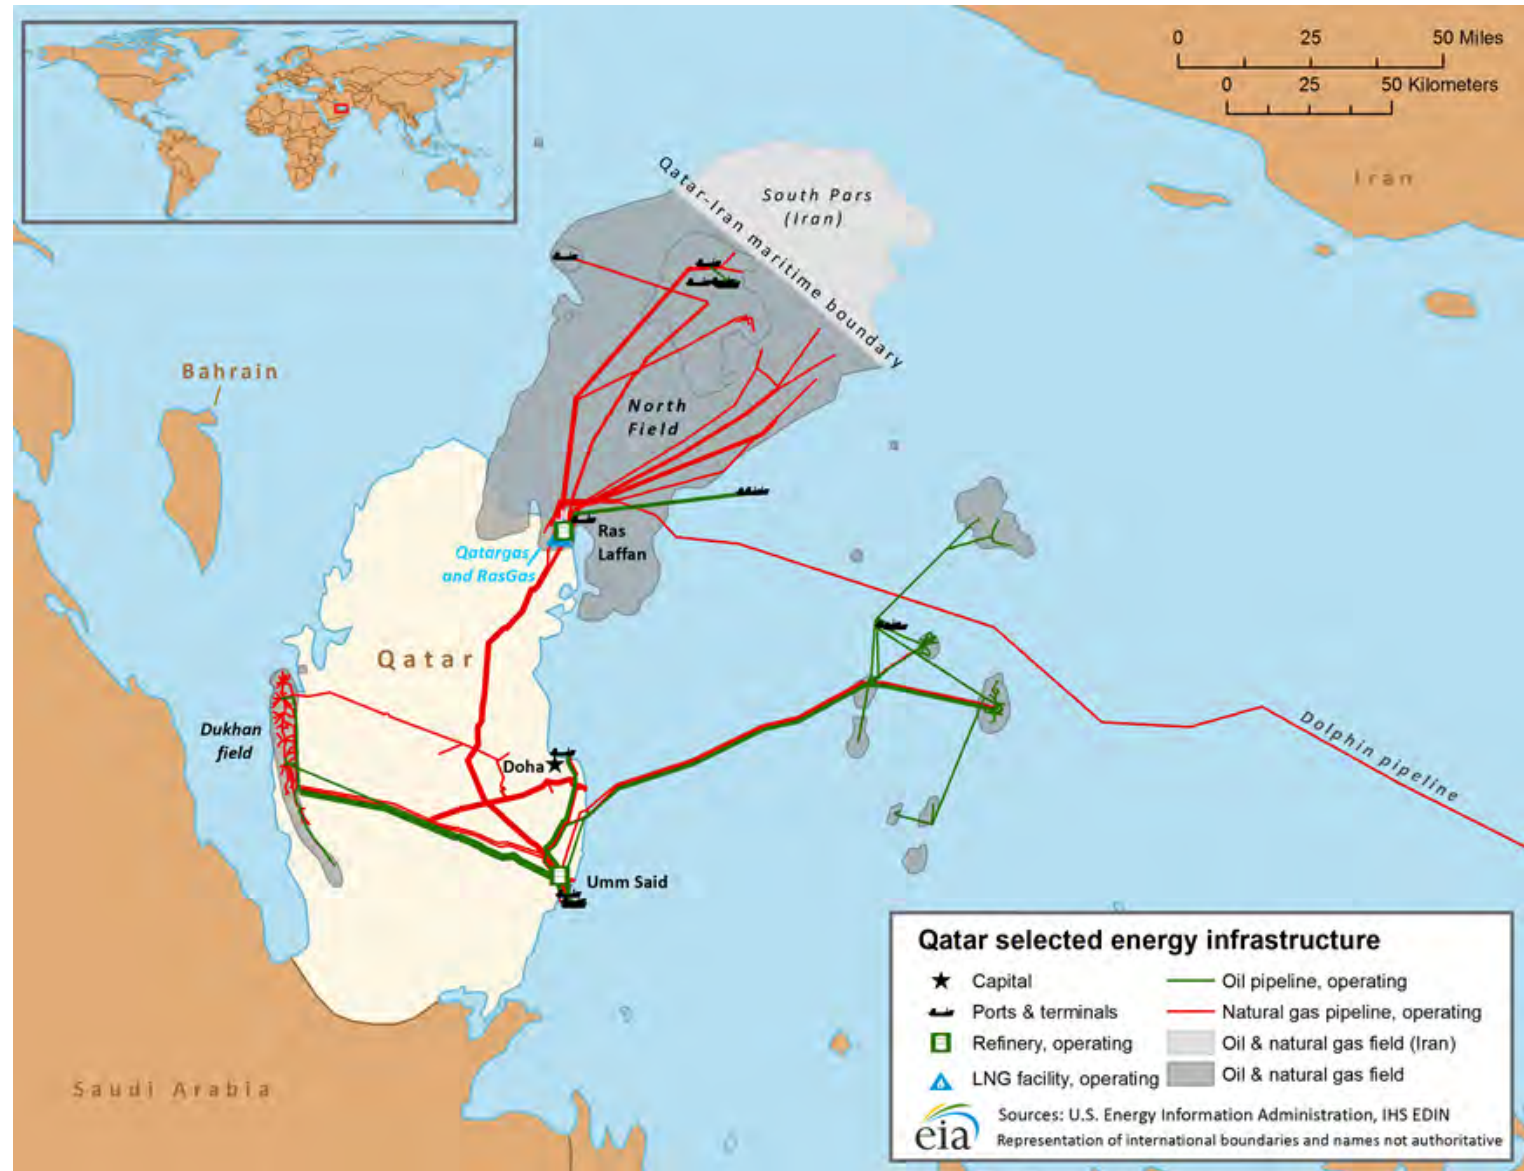 0 25 50 Miles
0 25 50 Kilometers
Iran
South Pars
(Iran)
Qatar-Iran maritime boundary
Bahrain
North
Field
Ras
Laffan
Qatargas
and RasGas
Qatar
Dukhan
field
Doha
Dolphin pipeline
Umm Said
Saudi Arabia
Qatar selected energy infrastructure
Capital
Ports & terminals
Refinery, operating
LNG facility, operating
Oil pipeline, operating
Natural gas pipeline, operating
Oil & natural gas field (Iran)
Oil & natural gas field
eia
Sources: U.S. Energy Information Administration, IHS EDIN
Representation of international boundaries and names not authoritative